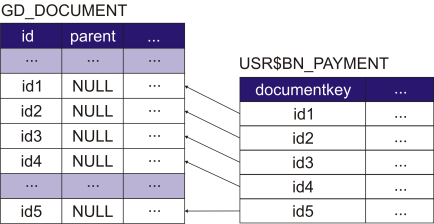 GD_DOCUMENT
id parent ...
... ... ...
id1 NULL ...
id2 NULL ...
id3 NULL ...
id4 NULL ...
... ... ...
id5 NULL ...
USR$BN_PAYMENT
documentkey ...
id1 ...
id2 ...
id3 ...
id4 ...
id5 ...